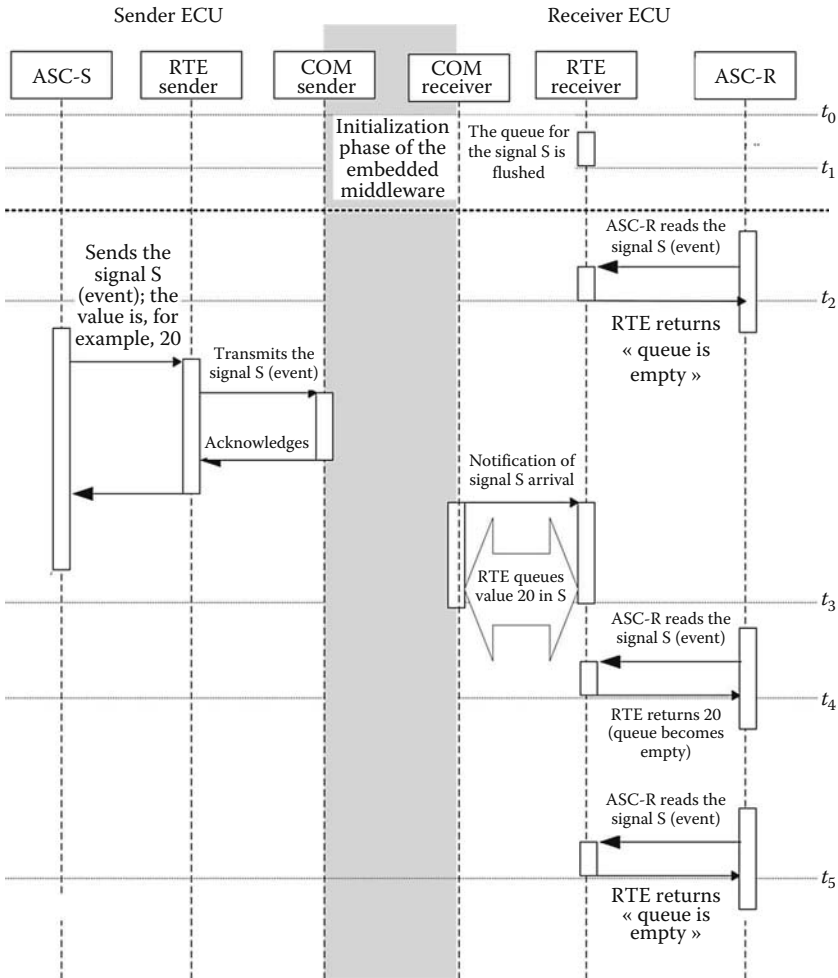 Sender ECU
Receiver ECU
ASC-S
RTE
sender
COM
sender
COM
receiver
RTE
receiver
ASC-R
t0
Initialization
phase of the
embedded
middleware
The queue for
the signal S is
flushed
t1
ASC-R reads the
signal S (event)
Sends the
signal S
(event); the
value is, for
example, 20
t2
RTE returns
« queue is
empty »
Transmits the
signal S (event)
Acknowledges
Notification of
signal S arrival
RTE queues
value 20 in S
t3
ASC-R reads the
signal S (event)
t4
RTE returns 20
(queue becomes
empty)
ASC-R reads the
signal S (event)
t5
RTE returns
« queue is
empty »